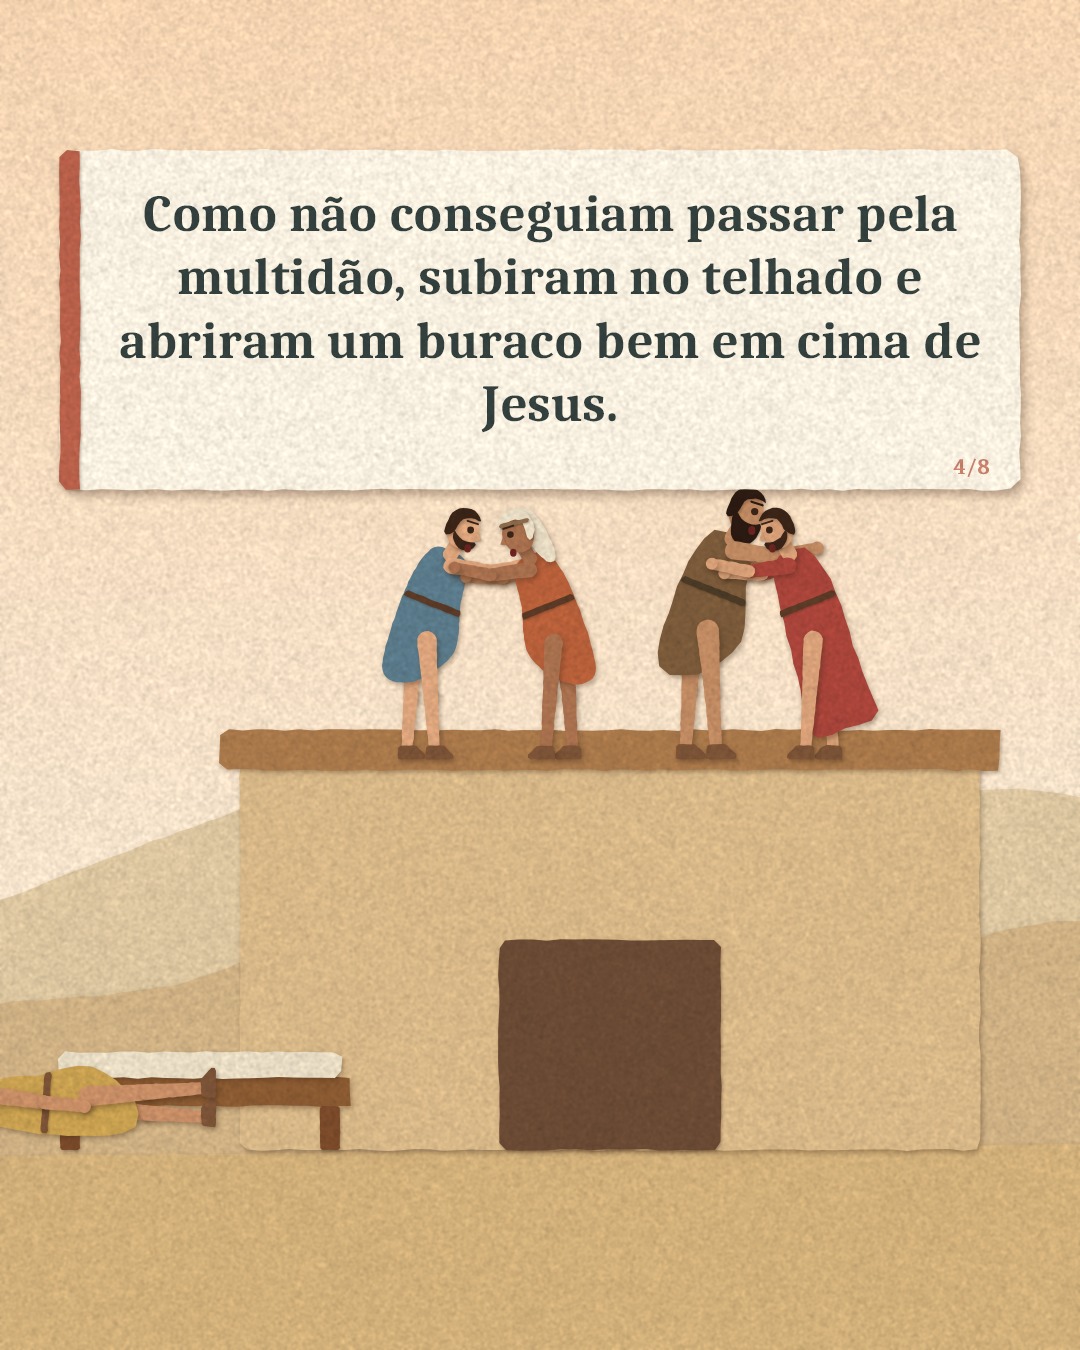 Como não conseguiam passar pela
multidão, subiram no telhado e
abriram um buraco bem em cima de
Jesus.
4/8